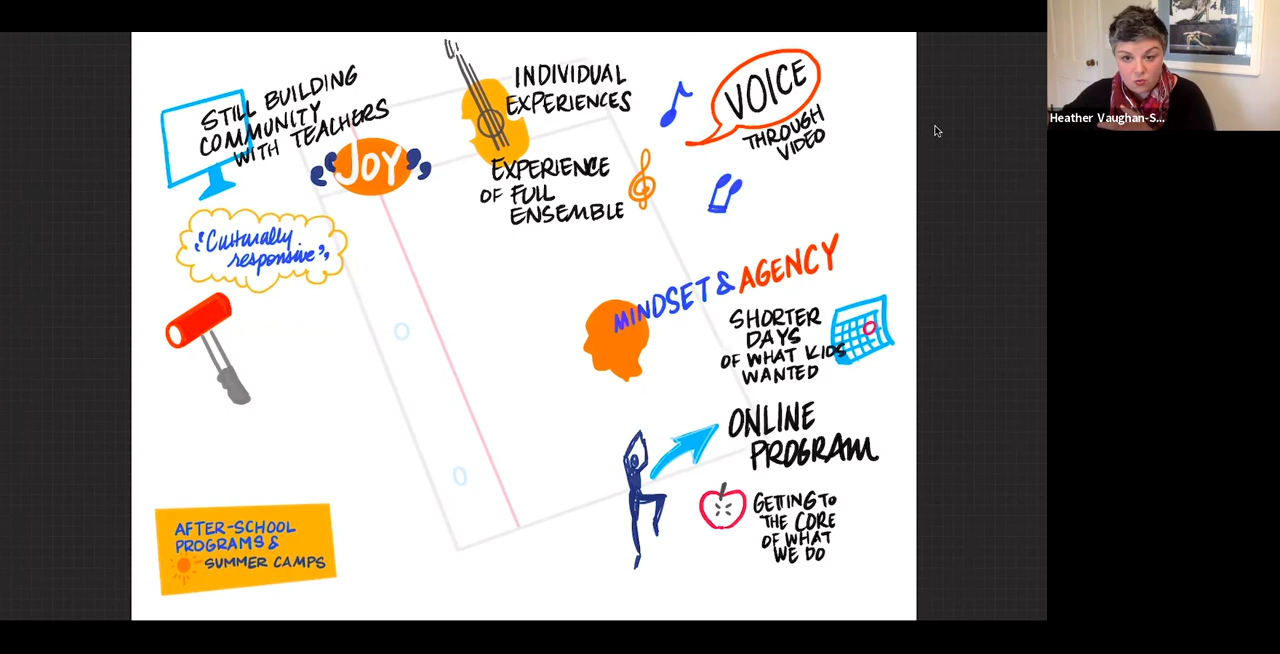 STILL BUILDING
COMMUNITY
WITH TEACHERS
"JOY"
"Culturally
responsive"
INDIVIDUAL
EXPERIENCES
EXPERIENCE
OF FULL
ENSEMBLE
VOICE
THROUGH
VIDEO
MINDSET & AGENCY
SHORTER
DAYS
OF WHAT KIDS
WANTED
ONLINE
PROGRAM
GETTING TO
THE CORE
OF WHAT
WE DO
AFTER-SCHOOL
PROGRAMS &
SUMMER CAMPS
Heather Vaughan-S...